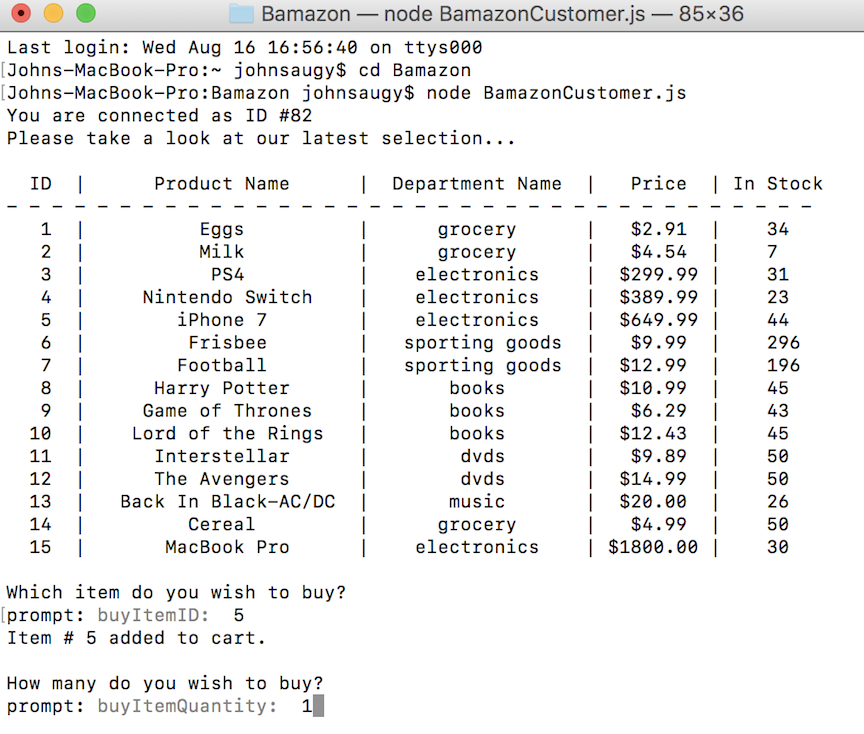 Bamazon — node BamazonCustomer.js — 85×36
Last login: Wed Aug 16 16:56:40 on ttys000
[Johns-MacBook-Pro:~ johnsaugy$ cd Bamazon
[Johns-MacBook-Pro:Bamazon johnsaugy$ node BamazonCustomer.js
You are connected as ID #82
Please take a look at our latest selection...
ID | Product Name | Department Name | Price | In Stock
- - - - - - - - - - - - - - - - - - - - - - - - - - - - - - - - - - - -
1 | Eggs | grocery | $2.91 | 34
2 | Milk | grocery | $4.54 | 7
3 | PS4 | electronics | $299.99 | 31
4 | Nintendo Switch | electronics | $389.99 | 23
5 | iPhone 7 | electronics | $649.99 | 44
6 | Frisbee | sporting goods | $9.99 | 296
7 | Football | sporting goods | $12.99 | 196
8 | Harry Potter | books | $10.99 | 45
9 | Game of Thrones | books | $6.29 | 43
10 | Lord of the Rings | books | $12.43 | 45
11 | Interstellar | dvds | $9.89 | 50
12 | The Avengers | dvds | $14.99 | 50
13 | Back In Black-AC/DC | music | $20.00 | 26
14 | Cereal | grocery | $4.99 | 50
15 | MacBook Pro | electronics | $1800.00 | 30
Which item do you wish to buy?
[prompt: buyItemID: 5
Item # 5 added to cart.
How many do you wish to buy?
prompt: buyItemQuantity: 1